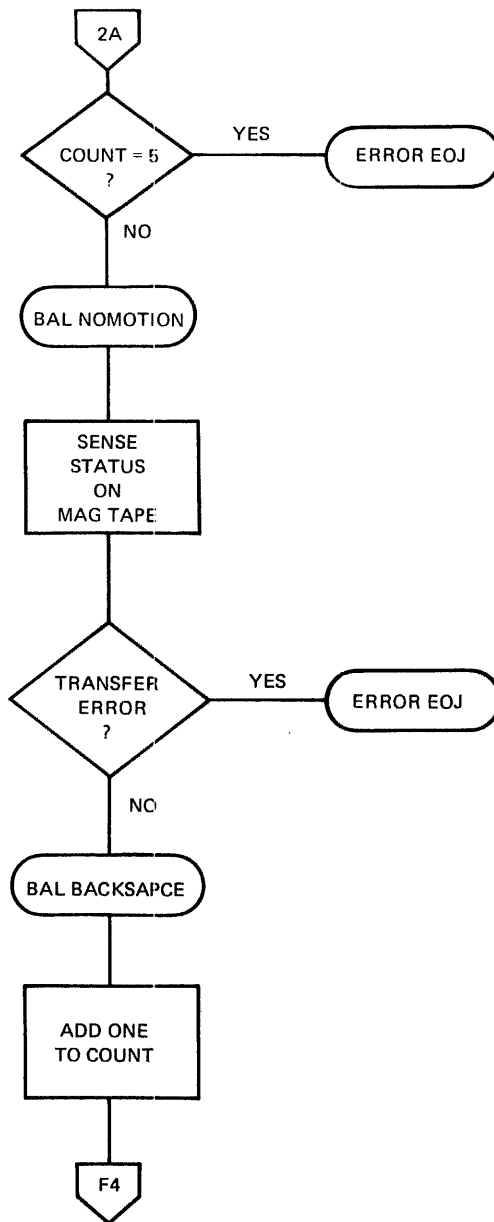 2A
COUNT = 5
?
YES
ERROR EOJ
NO
BAL NOMOTION
SENSE
STATUS
ON
MAG TAPE
TRANSFER
ERROR
?
YES
ERROR EOJ
NO
BAL BACKSAPCE
ADD ONE
TO COUNT
F4